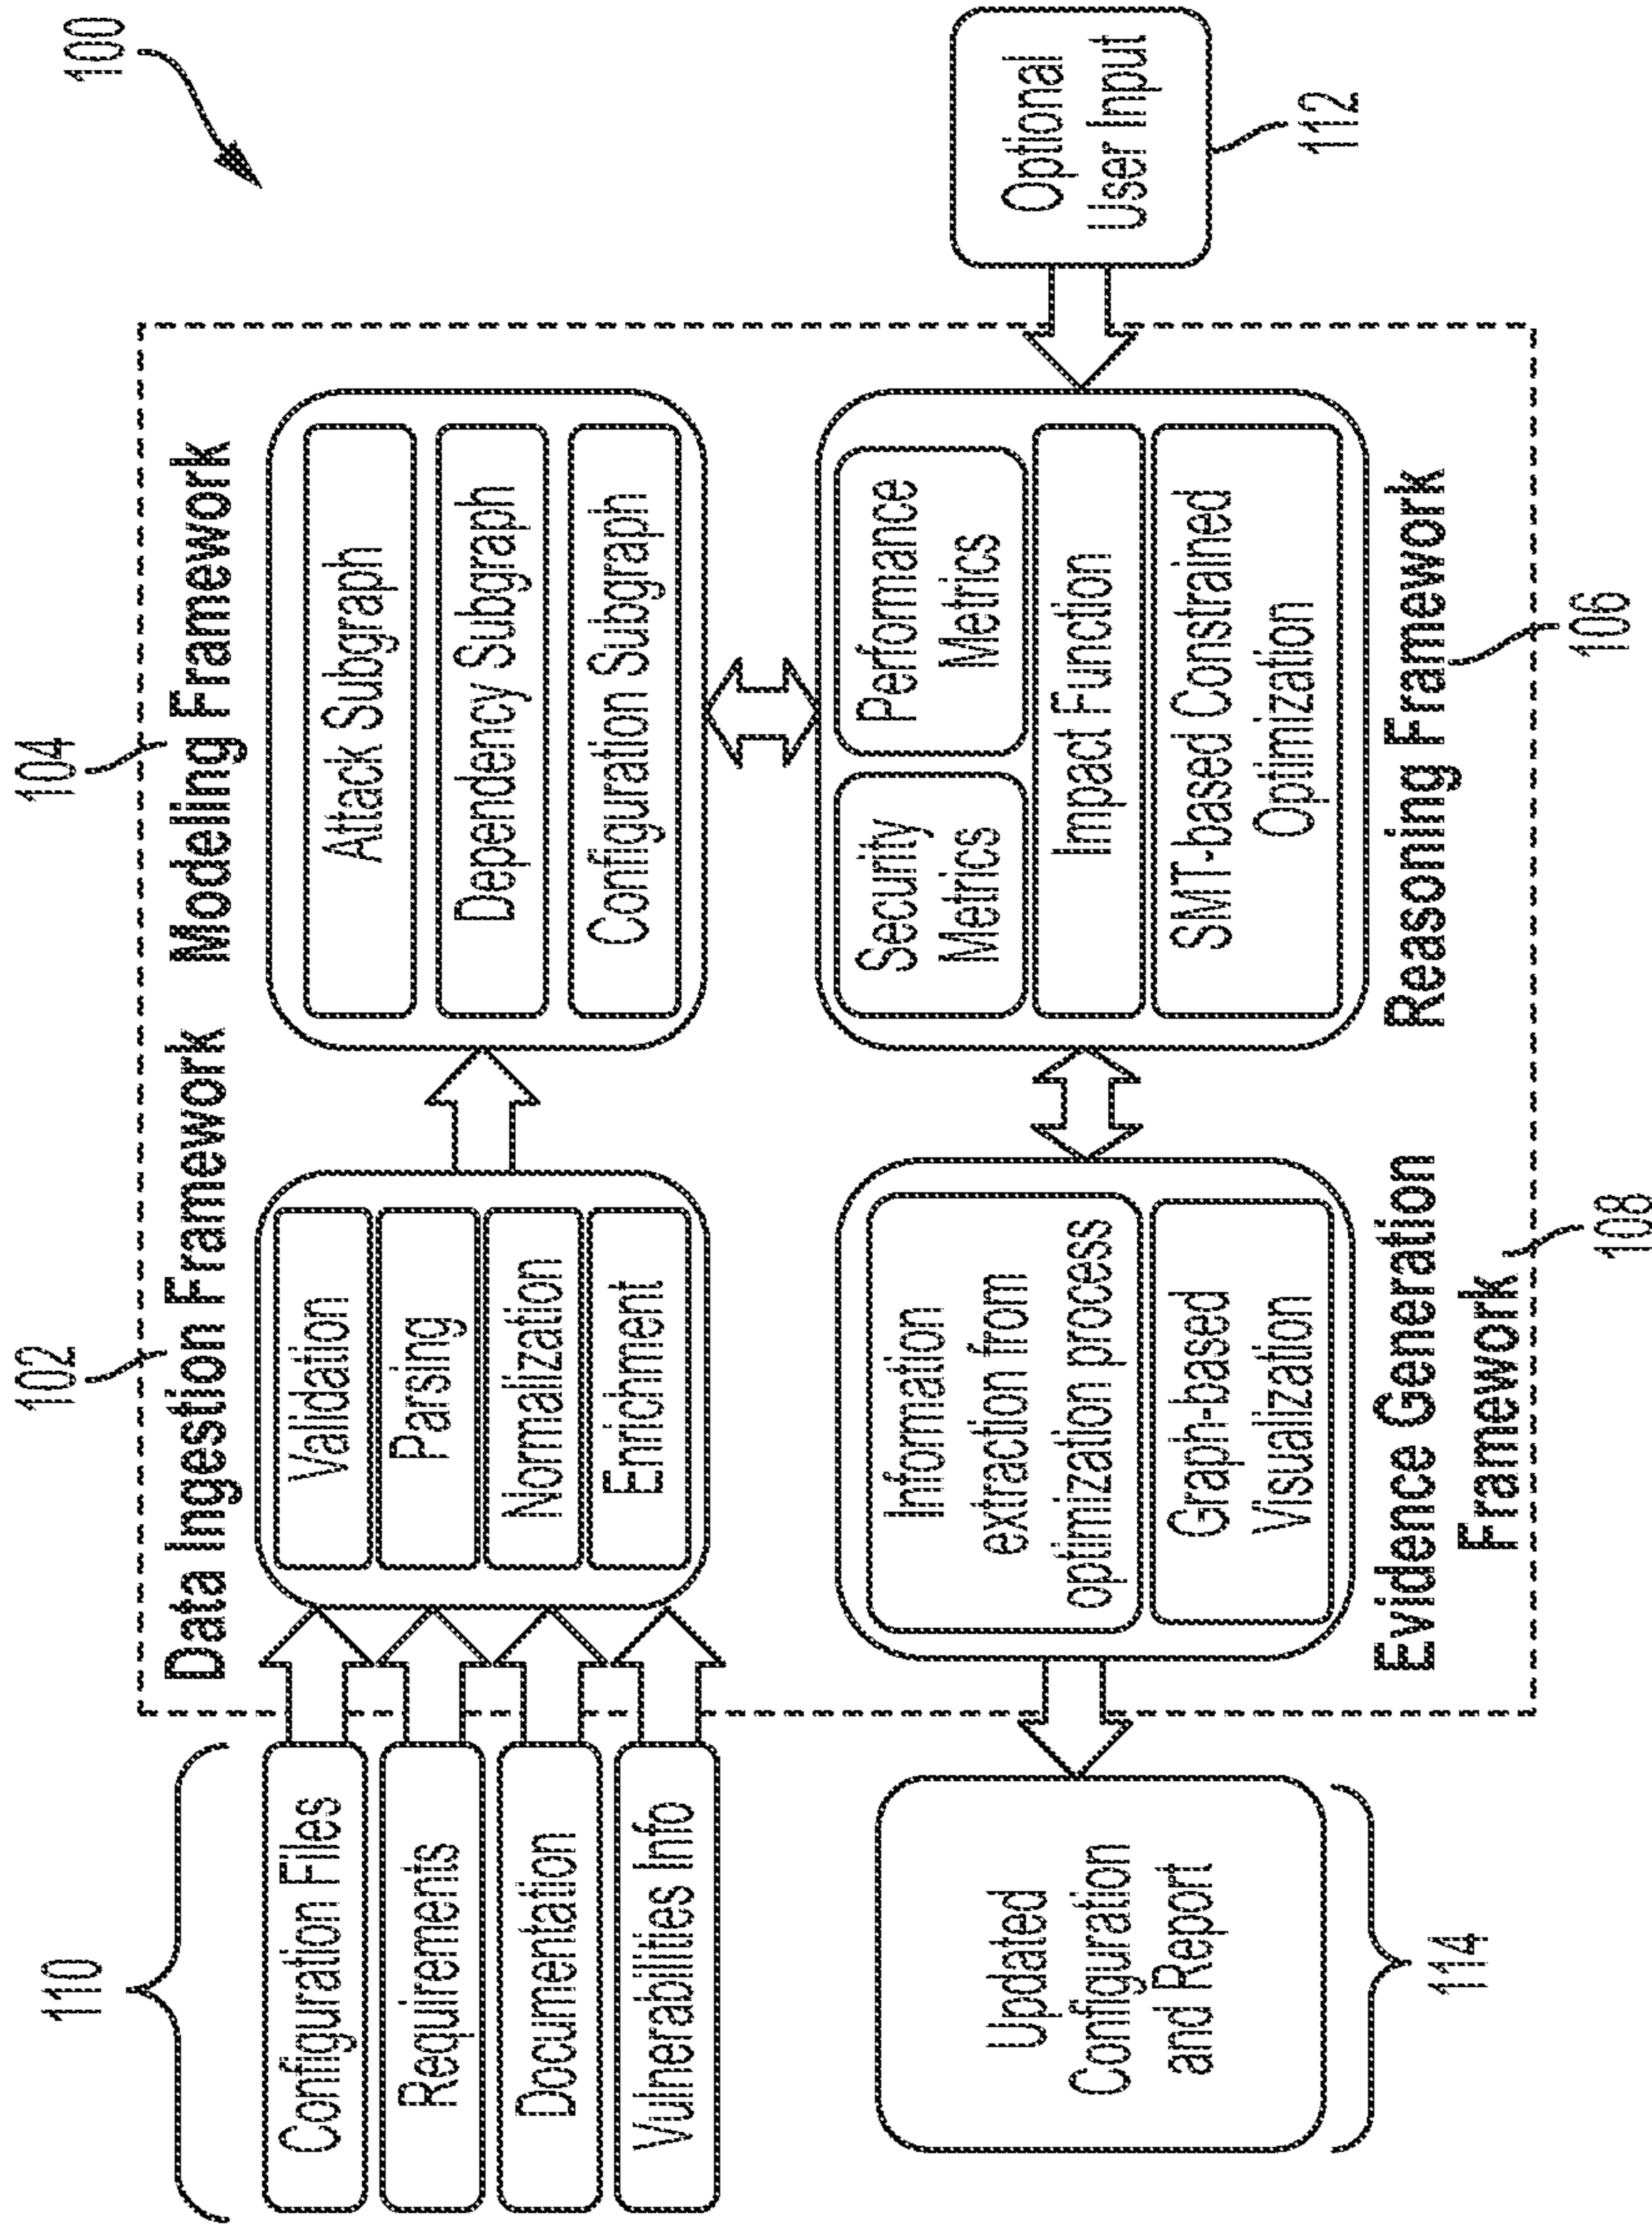 100
110
102
104
Data Ingestion Framework
Modeling Framework
Configuration Files
Requirements
Documentation
Vulnerabilities Info
Validation
Parsing
Normalization
Enrichment
Attack Subgraph
Dependency Subgraph
Configuration Subgraph
Updated
Configuration
and Report
114
Information
extraction from
optimization process
Graph-based
Visualization
Evidence Generation
Framework
108
Security
Metrics
Performance
Metrics
Impact Function
SMT-based Constrained
Optimization
Reasoning Framework
106
Optional
User Input
112